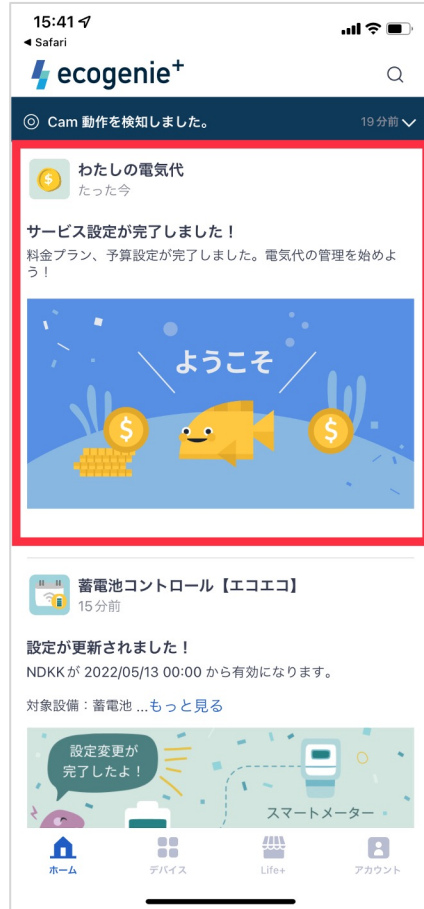 15:41
◀ Safari
ecogenie+
Cam 動作を検知しました。 19分前
わたしの電気代
たった今
サービス設定が完了しました！
料金プラン、予算設定が完了しました。電気代の管理を始めよ
う！
ようこそ
$ $
蓄電池コントロール【エコエコ】
15分前
設定が更新されました！
NDKKが 2022/05/13 00:00 から有効になります。
対象設備：蓄電池 ...もっと見る
設定変更が
完了したよ！
スマートメーター
ホーム デバイス Life+ アカウント